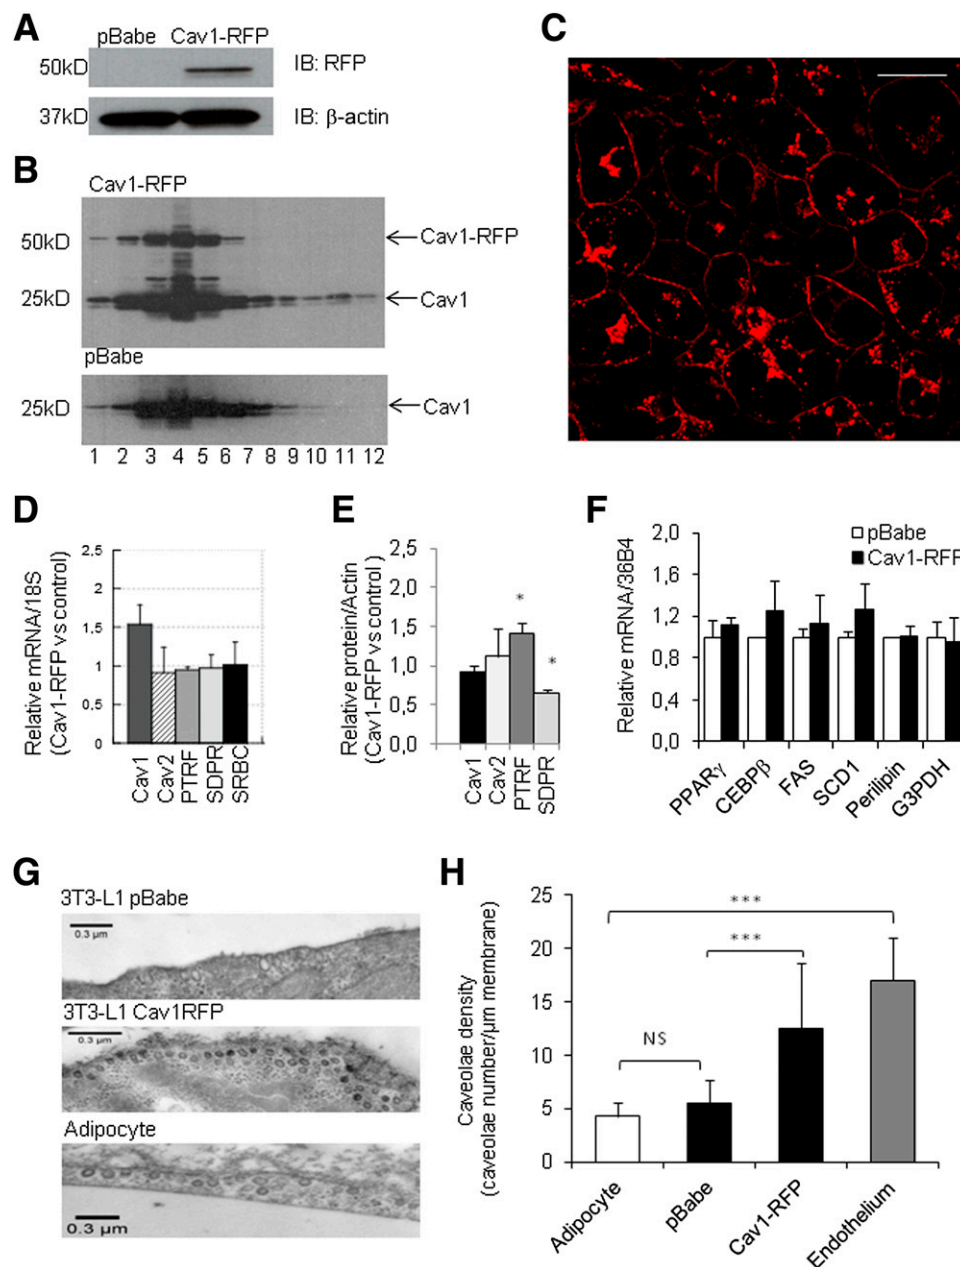 A
pBabe Cav1-RFP
50kD
IB: RFP
37kD
IB: β-actin
B
Cav1-RFP
50kD
Cav1-RFP
25kD
Cav1
pBabe
25kD
Cav1
1 2 3 4 5 6 7 8 9 10 11 12
C
D
Relative mRNA/18S
(Cav1-RFP vs control)
2,5
2
1,5
1
0,5
0
Cav1
Cav2
PTRF
SDPR
SRBC
E
Relative protein/Actin
(Cav1-RFP vs control)
2,5
2,0
1,5
1,0
0,5
0,0
*
*
Cav1
Cav2
PTRF
SDPR
F
Relative mRNA/36B4
2,0
1,6
1,2
0,8
0,4
0,0
pBabe
Cav1-RFP
PPARγ
CEBPβ
FAS
SCD1
Perilipin
G3PDH
G
3T3-L1 pBabe
0.3 µm
3T3-L1 Cav1RFP
0.3 µm
Adipocyte
0.3 µm
H
Caveolae density
(caveolae number/µm membrane)
25
20
15
10
5
0
***
***
NS
Adipocyte
pBabe
Cav1-RFP
Endothelium